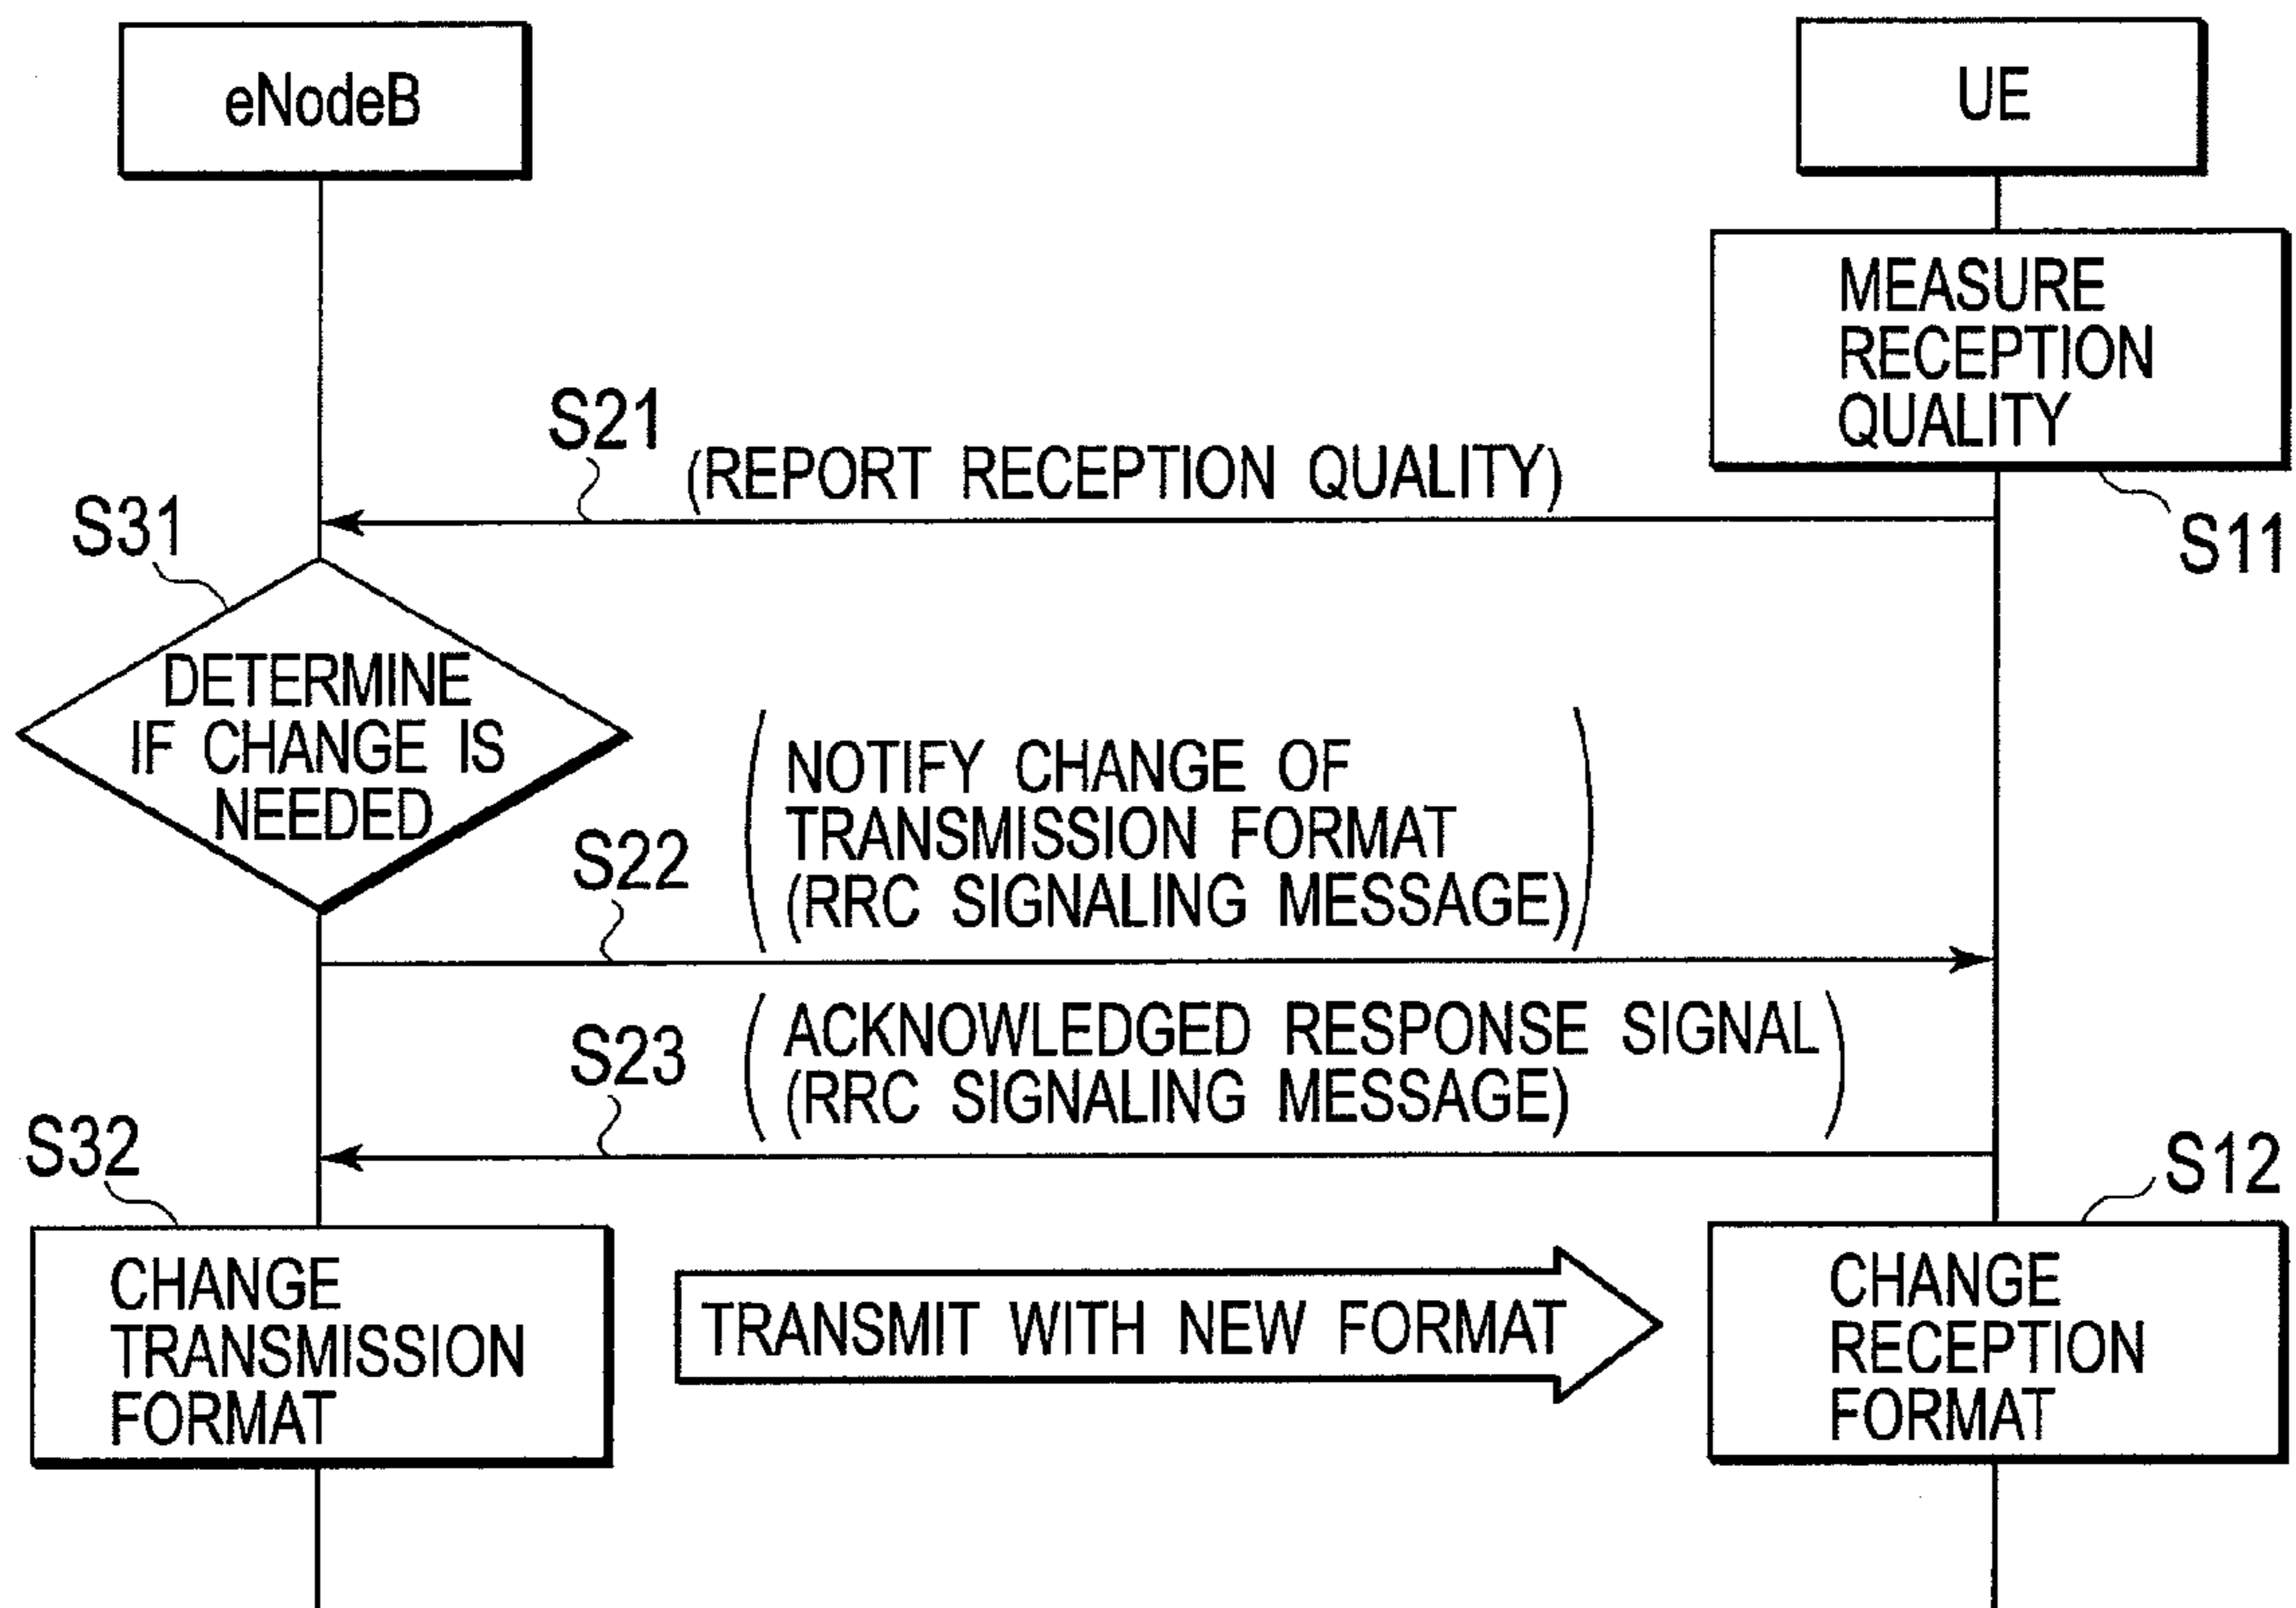 eNodeB
UE
MEASURE
RECEPTION
QUALITY
S11
S21
(REPORT RECEPTION QUALITY)
S31
DETERMINE
IF CHANGE IS
NEEDED
S22
(NOTIFY CHANGE OF
TRANSMISSION FORMAT
(RRC SIGNALING MESSAGE))
S23
(ACKNOWLEDGED RESPONSE SIGNAL
(RRC SIGNALING MESSAGE))
S32
CHANGE
TRANSMISSION
FORMAT
TRANSMIT WITH NEW FORMAT
S12
CHANGE
RECEPTION
FORMAT